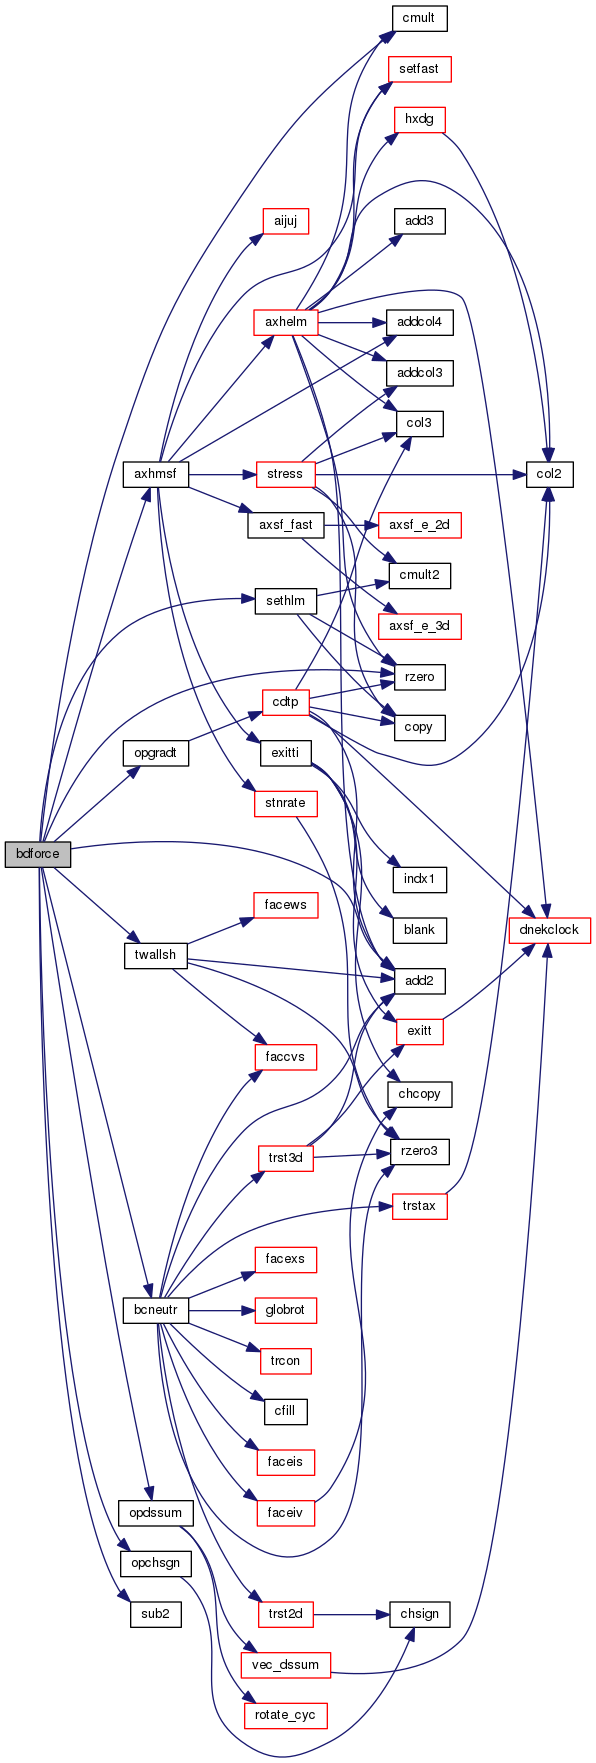 cmult
setfast
hxdg
aijuj
add3
axhelm
addcol4
addcol3
col3
axhmsf
stress
col2
axsf_fast
axsf_e_2d
cmult2
sethlm
axsf_e_3d
rzero
cdtp
copy
opgradt
exitti
stnrate
bdforce
indx1
facews
blank
dnekclock
twallsh
add2
exitt
faccvs
chcopy
trst3d
rzero3
trstax
facexs
bcneutr
globrot
trcon
cfill
faceis
opdssum
faceiv
opchsgn
sub2
trst2d
chsign
vec_dssum
rotate_cyc